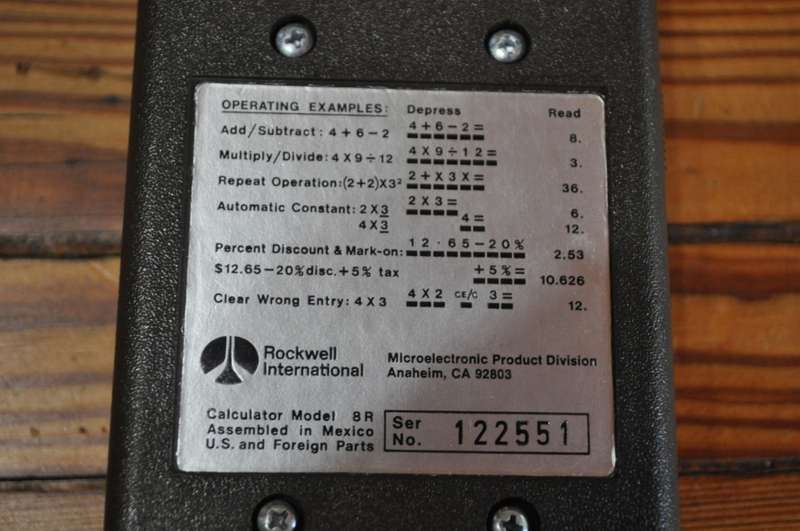 OPERATING EXAMPLES: Depress Read
Add/Subtract: 4 + 6 − 2 4 + 6 − 2 = 8.
Multiply/Divide: 4 X 9 ÷ 12 4 X 9 ÷ 1 2 = 3.
Repeat Operation: (2+2)X3² 2 + X 3 X = 36.
Automatic Constant: 2 X 3 2 X 3 = 6.
4 X 3 4 = 12.
Percent Discount & Mark-on: 1 2 · 6 5 − 2 0 % 2.53
$12.65 − 20% disc. + 5% tax + 5 % = 10.626
Clear Wrong Entry: 4 X 3 4 X 2 CE/C 3 = 12.
Rockwell International
Microelectronic Product Division
Anaheim, CA 92803
Calculator Model 8R
Assembled in Mexico
U.S. and Foreign Parts
Ser No. 122551